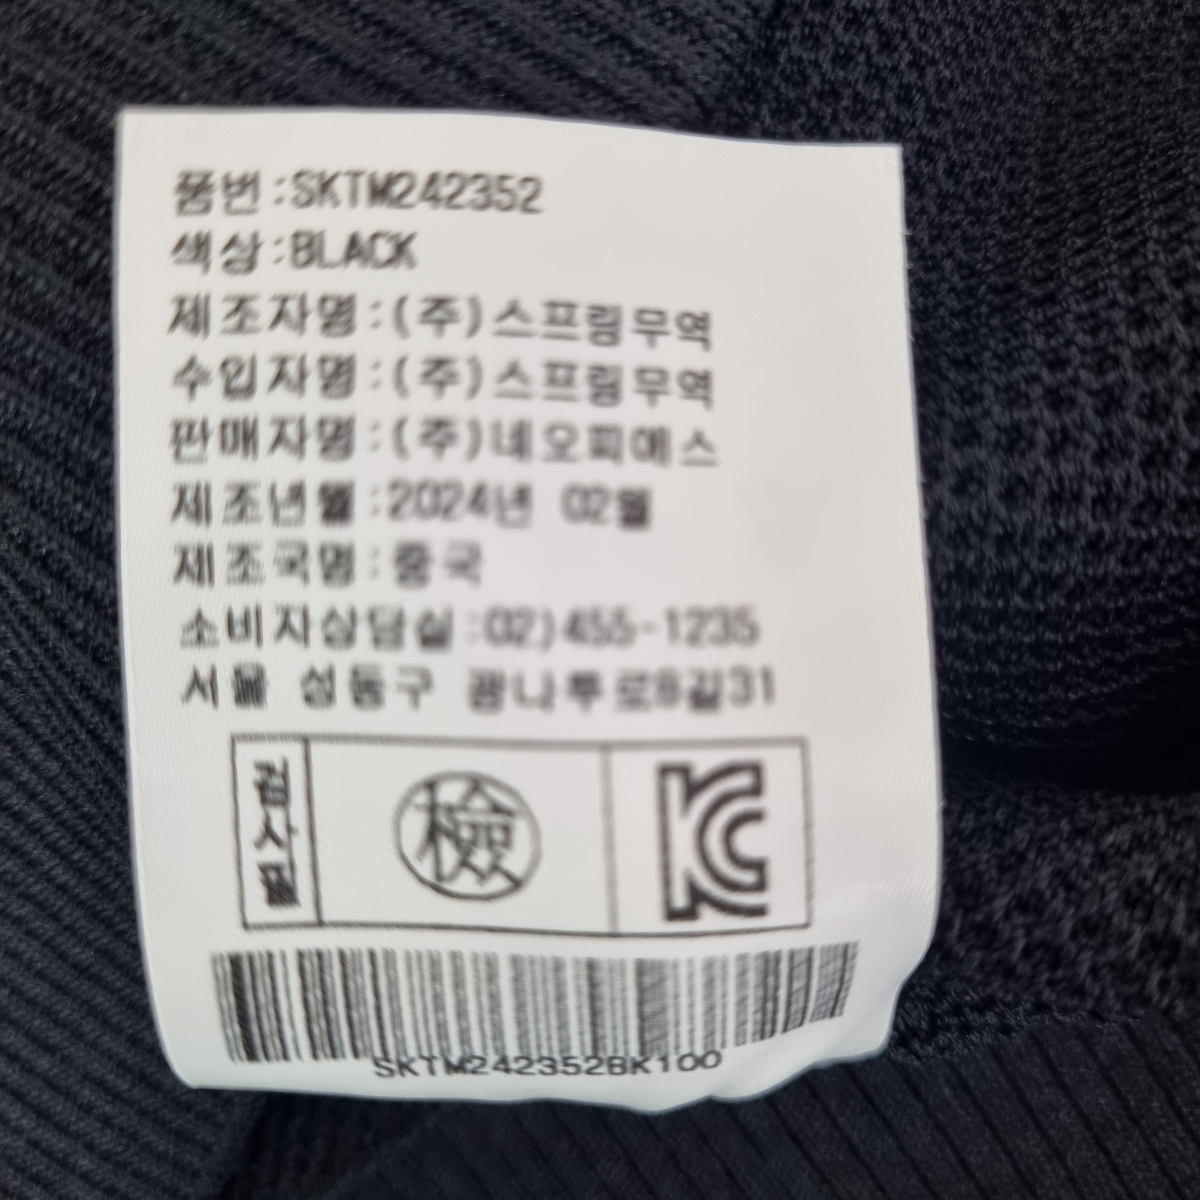 품번:SKTM242352
색상:BLACK
제조자명:(주)스프링무역
수입자명:(주)스프링무역
판매자명:(주)네오피에스
제조년월:2024년 02월
제조국명:중국
소비자상담실:02)455-1235
서울 성동구 광나루로8길31
검사필
檢
KC
SKTM242352BK100